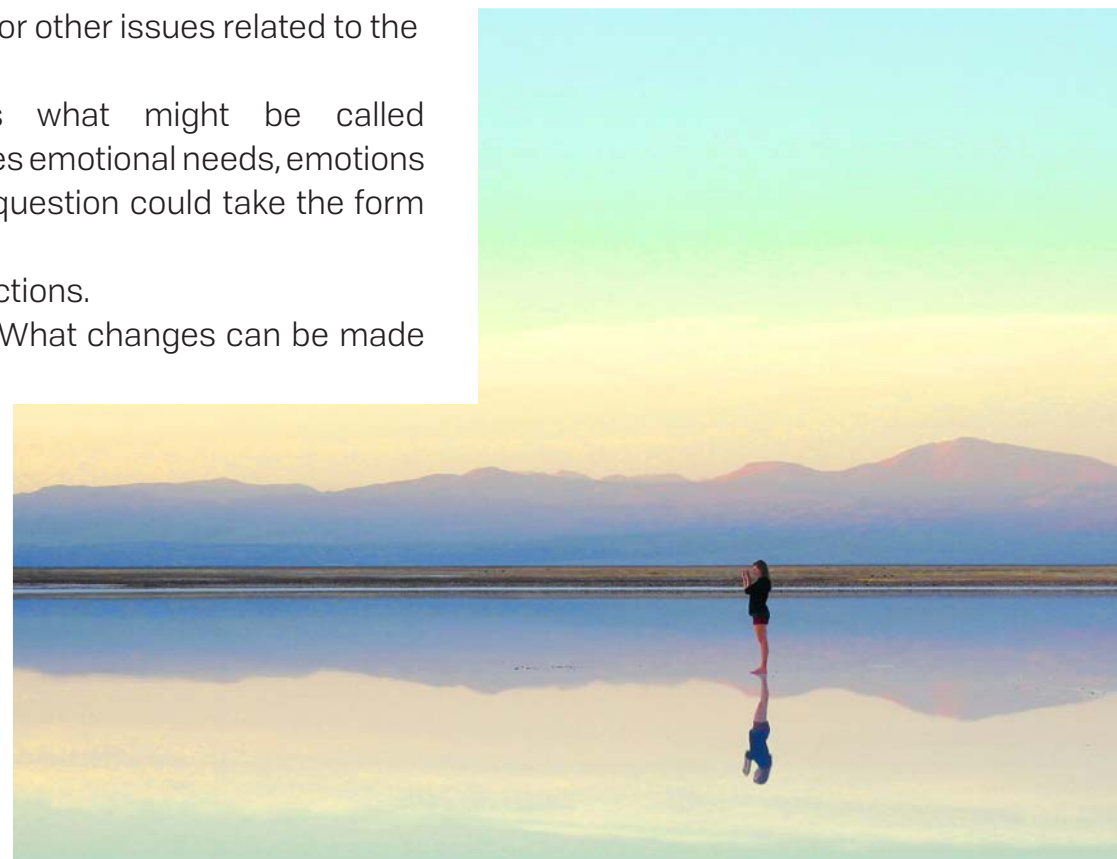 or other issues related to the
what might be called
es emotional needs, emotions
question could take the form
ctions.
What changes can be made